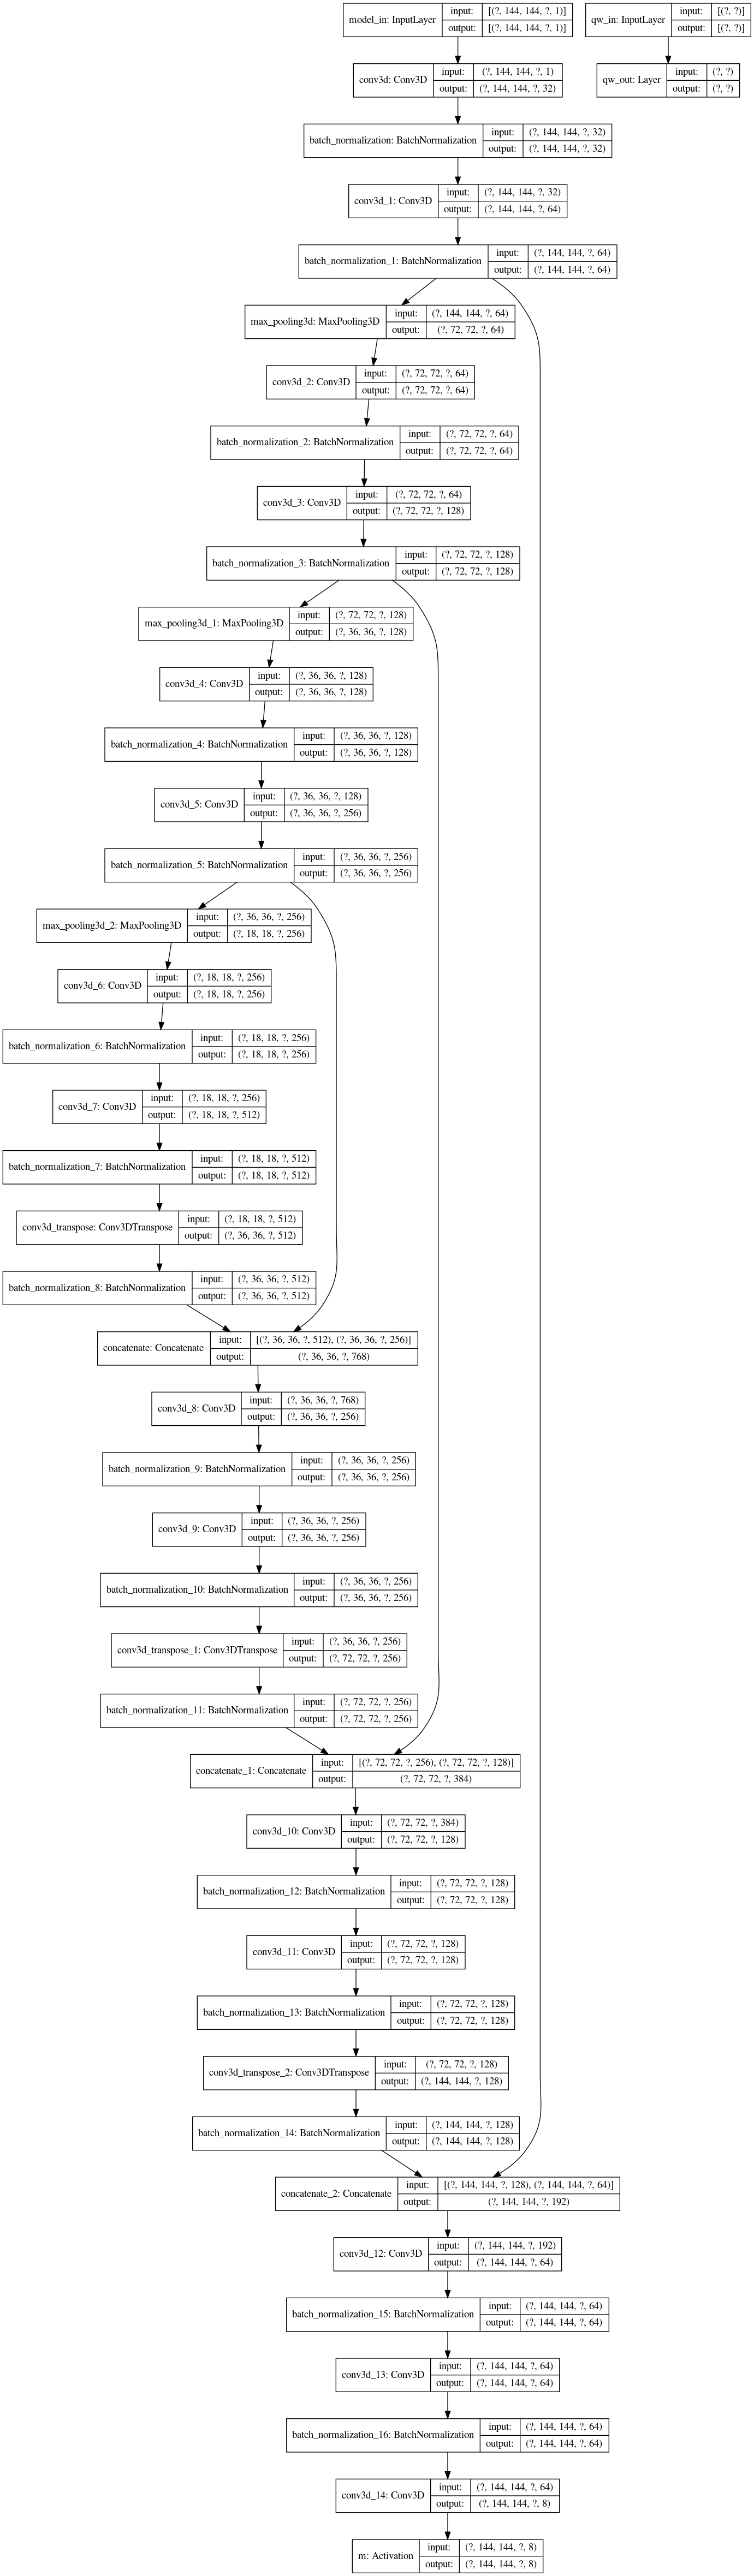 model_in: InputLayer
input: [(?, 144, 144, ?, 1)]
output: [(?, 144, 144, ?, 1)]
qw_in: InputLayer
input: [(?, ?)]
output: [(?, ?)]
conv3d: Conv3D
input: (?, 144, 144, ?, 1)
output: (?, 144, 144, ?, 32)
qw_out: Layer
input: (?, ?)
output: (?, ?)
batch_normalization: BatchNormalization
input: (?, 144, 144, ?, 32)
output: (?, 144, 144, ?, 32)
conv3d_1: Conv3D
input: (?, 144, 144, ?, 32)
output: (?, 144, 144, ?, 64)
batch_normalization_1: BatchNormalization
input: (?, 144, 144, ?, 64)
output: (?, 144, 144, ?, 64)
max_pooling3d: MaxPooling3D
input: (?, 144, 144, ?, 64)
output: (?, 72, 72, ?, 64)
conv3d_2: Conv3D
input: (?, 72, 72, ?, 64)
output: (?, 72, 72, ?, 64)
batch_normalization_2: BatchNormalization
input: (?, 72, 72, ?, 64)
output: (?, 72, 72, ?, 64)
conv3d_3: Conv3D
input: (?, 72, 72, ?, 64)
output: (?, 72, 72, ?, 128)
batch_normalization_3: BatchNormalization
input: (?, 72, 72, ?, 128)
output: (?, 72, 72, ?, 128)
max_pooling3d_1: MaxPooling3D
input: (?, 72, 72, ?, 128)
output: (?, 36, 36, ?, 128)
conv3d_4: Conv3D
input: (?, 36, 36, ?, 128)
output: (?, 36, 36, ?, 128)
batch_normalization_4: BatchNormalization
input: (?, 36, 36, ?, 128)
output: (?, 36, 36, ?, 128)
conv3d_5: Conv3D
input: (?, 36, 36, ?, 128)
output: (?, 36, 36, ?, 256)
batch_normalization_5: BatchNormalization
input: (?, 36, 36, ?, 256)
output: (?, 36, 36, ?, 256)
max_pooling3d_2: MaxPooling3D
input: (?, 36, 36, ?, 256)
output: (?, 18, 18, ?, 256)
conv3d_6: Conv3D
input: (?, 18, 18, ?, 256)
output: (?, 18, 18, ?, 256)
batch_normalization_6: BatchNormalization
input: (?, 18, 18, ?, 256)
output: (?, 18, 18, ?, 256)
conv3d_7: Conv3D
input: (?, 18, 18, ?, 256)
output: (?, 18, 18, ?, 512)
batch_normalization_7: BatchNormalization
input: (?, 18, 18, ?, 512)
output: (?, 18, 18, ?, 512)
conv3d_transpose: Conv3DTranspose
input: (?, 18, 18, ?, 512)
output: (?, 36, 36, ?, 512)
batch_normalization_8: BatchNormalization
input: (?, 36, 36, ?, 512)
output: (?, 36, 36, ?, 512)
concatenate: Concatenate
input: [(?, 36, 36, ?, 512), (?, 36, 36, ?, 256)]
output: (?, 36, 36, ?, 768)
conv3d_8: Conv3D
input: (?, 36, 36, ?, 768)
output: (?, 36, 36, ?, 256)
batch_normalization_9: BatchNormalization
input: (?, 36, 36, ?, 256)
output: (?, 36, 36, ?, 256)
conv3d_9: Conv3D
input: (?, 36, 36, ?, 256)
output: (?, 36, 36, ?, 256)
batch_normalization_10: BatchNormalization
input: (?, 36, 36, ?, 256)
output: (?, 36, 36, ?, 256)
conv3d_transpose_1: Conv3DTranspose
input: (?, 36, 36, ?, 256)
output: (?, 72, 72, ?, 256)
batch_normalization_11: BatchNormalization
input: (?, 72, 72, ?, 256)
output: (?, 72, 72, ?, 256)
concatenate_1: Concatenate
input: [(?, 72, 72, ?, 256), (?, 72, 72, ?, 128)]
output: (?, 72, 72, ?, 384)
conv3d_10: Conv3D
input: (?, 72, 72, ?, 384)
output: (?, 72, 72, ?, 128)
batch_normalization_12: BatchNormalization
input: (?, 72, 72, ?, 128)
output: (?, 72, 72, ?, 128)
conv3d_11: Conv3D
input: (?, 72, 72, ?, 128)
output: (?, 72, 72, ?, 128)
batch_normalization_13: BatchNormalization
input: (?, 72, 72, ?, 128)
output: (?, 72, 72, ?, 128)
conv3d_transpose_2: Conv3DTranspose
input: (?, 72, 72, ?, 128)
output: (?, 144, 144, ?, 128)
batch_normalization_14: BatchNormalization
input: (?, 144, 144, ?, 128)
output: (?, 144, 144, ?, 128)
concatenate_2: Concatenate
input: [(?, 144, 144, ?, 128), (?, 144, 144, ?, 64)]
output: (?, 144, 144, ?, 192)
conv3d_12: Conv3D
input: (?, 144, 144, ?, 192)
output: (?, 144, 144, ?, 64)
batch_normalization_15: BatchNormalization
input: (?, 144, 144, ?, 64)
output: (?, 144, 144, ?, 64)
conv3d_13: Conv3D
input: (?, 144, 144, ?, 64)
output: (?, 144, 144, ?, 64)
batch_normalization_16: BatchNormalization
input: (?, 144, 144, ?, 64)
output: (?, 144, 144, ?, 64)
conv3d_14: Conv3D
input: (?, 144, 144, ?, 64)
output: (?, 144, 144, ?, 8)
m: Activation
input: (?, 144, 144, ?, 8)
output: (?, 144, 144, ?, 8)